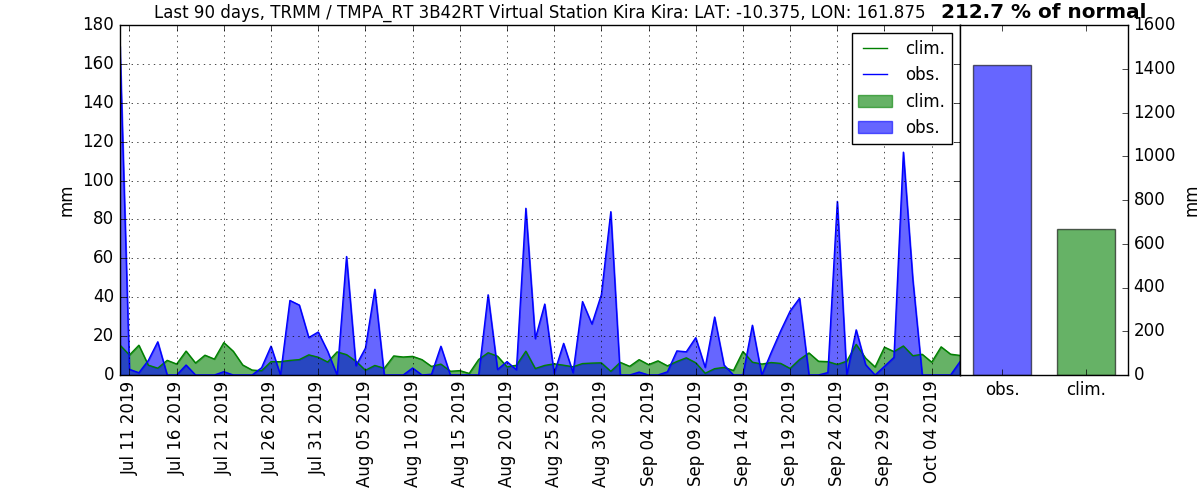 Last 90 days, TRMM / TMPA_RT 3B42RT Virtual Station Kira Kira: LAT: -10.375, LON: 161.875 212.7 % of normal
180
160
140
120
100
80
60
40
20
0
mm
clim.
obs.
clim.
obs.
Jul 11 2019
Jul 16 2019
Jul 21 2019
Jul 26 2019
Jul 31 2019
Aug 05 2019
Aug 10 2019
Aug 15 2019
Aug 20 2019
Aug 25 2019
Aug 30 2019
Sep 04 2019
Sep 09 2019
Sep 14 2019
Sep 19 2019
Sep 24 2019
Sep 29 2019
Oct 04 2019
1600
1400
1200
1000
800
600
400
200
0
mm
obs.
clim.